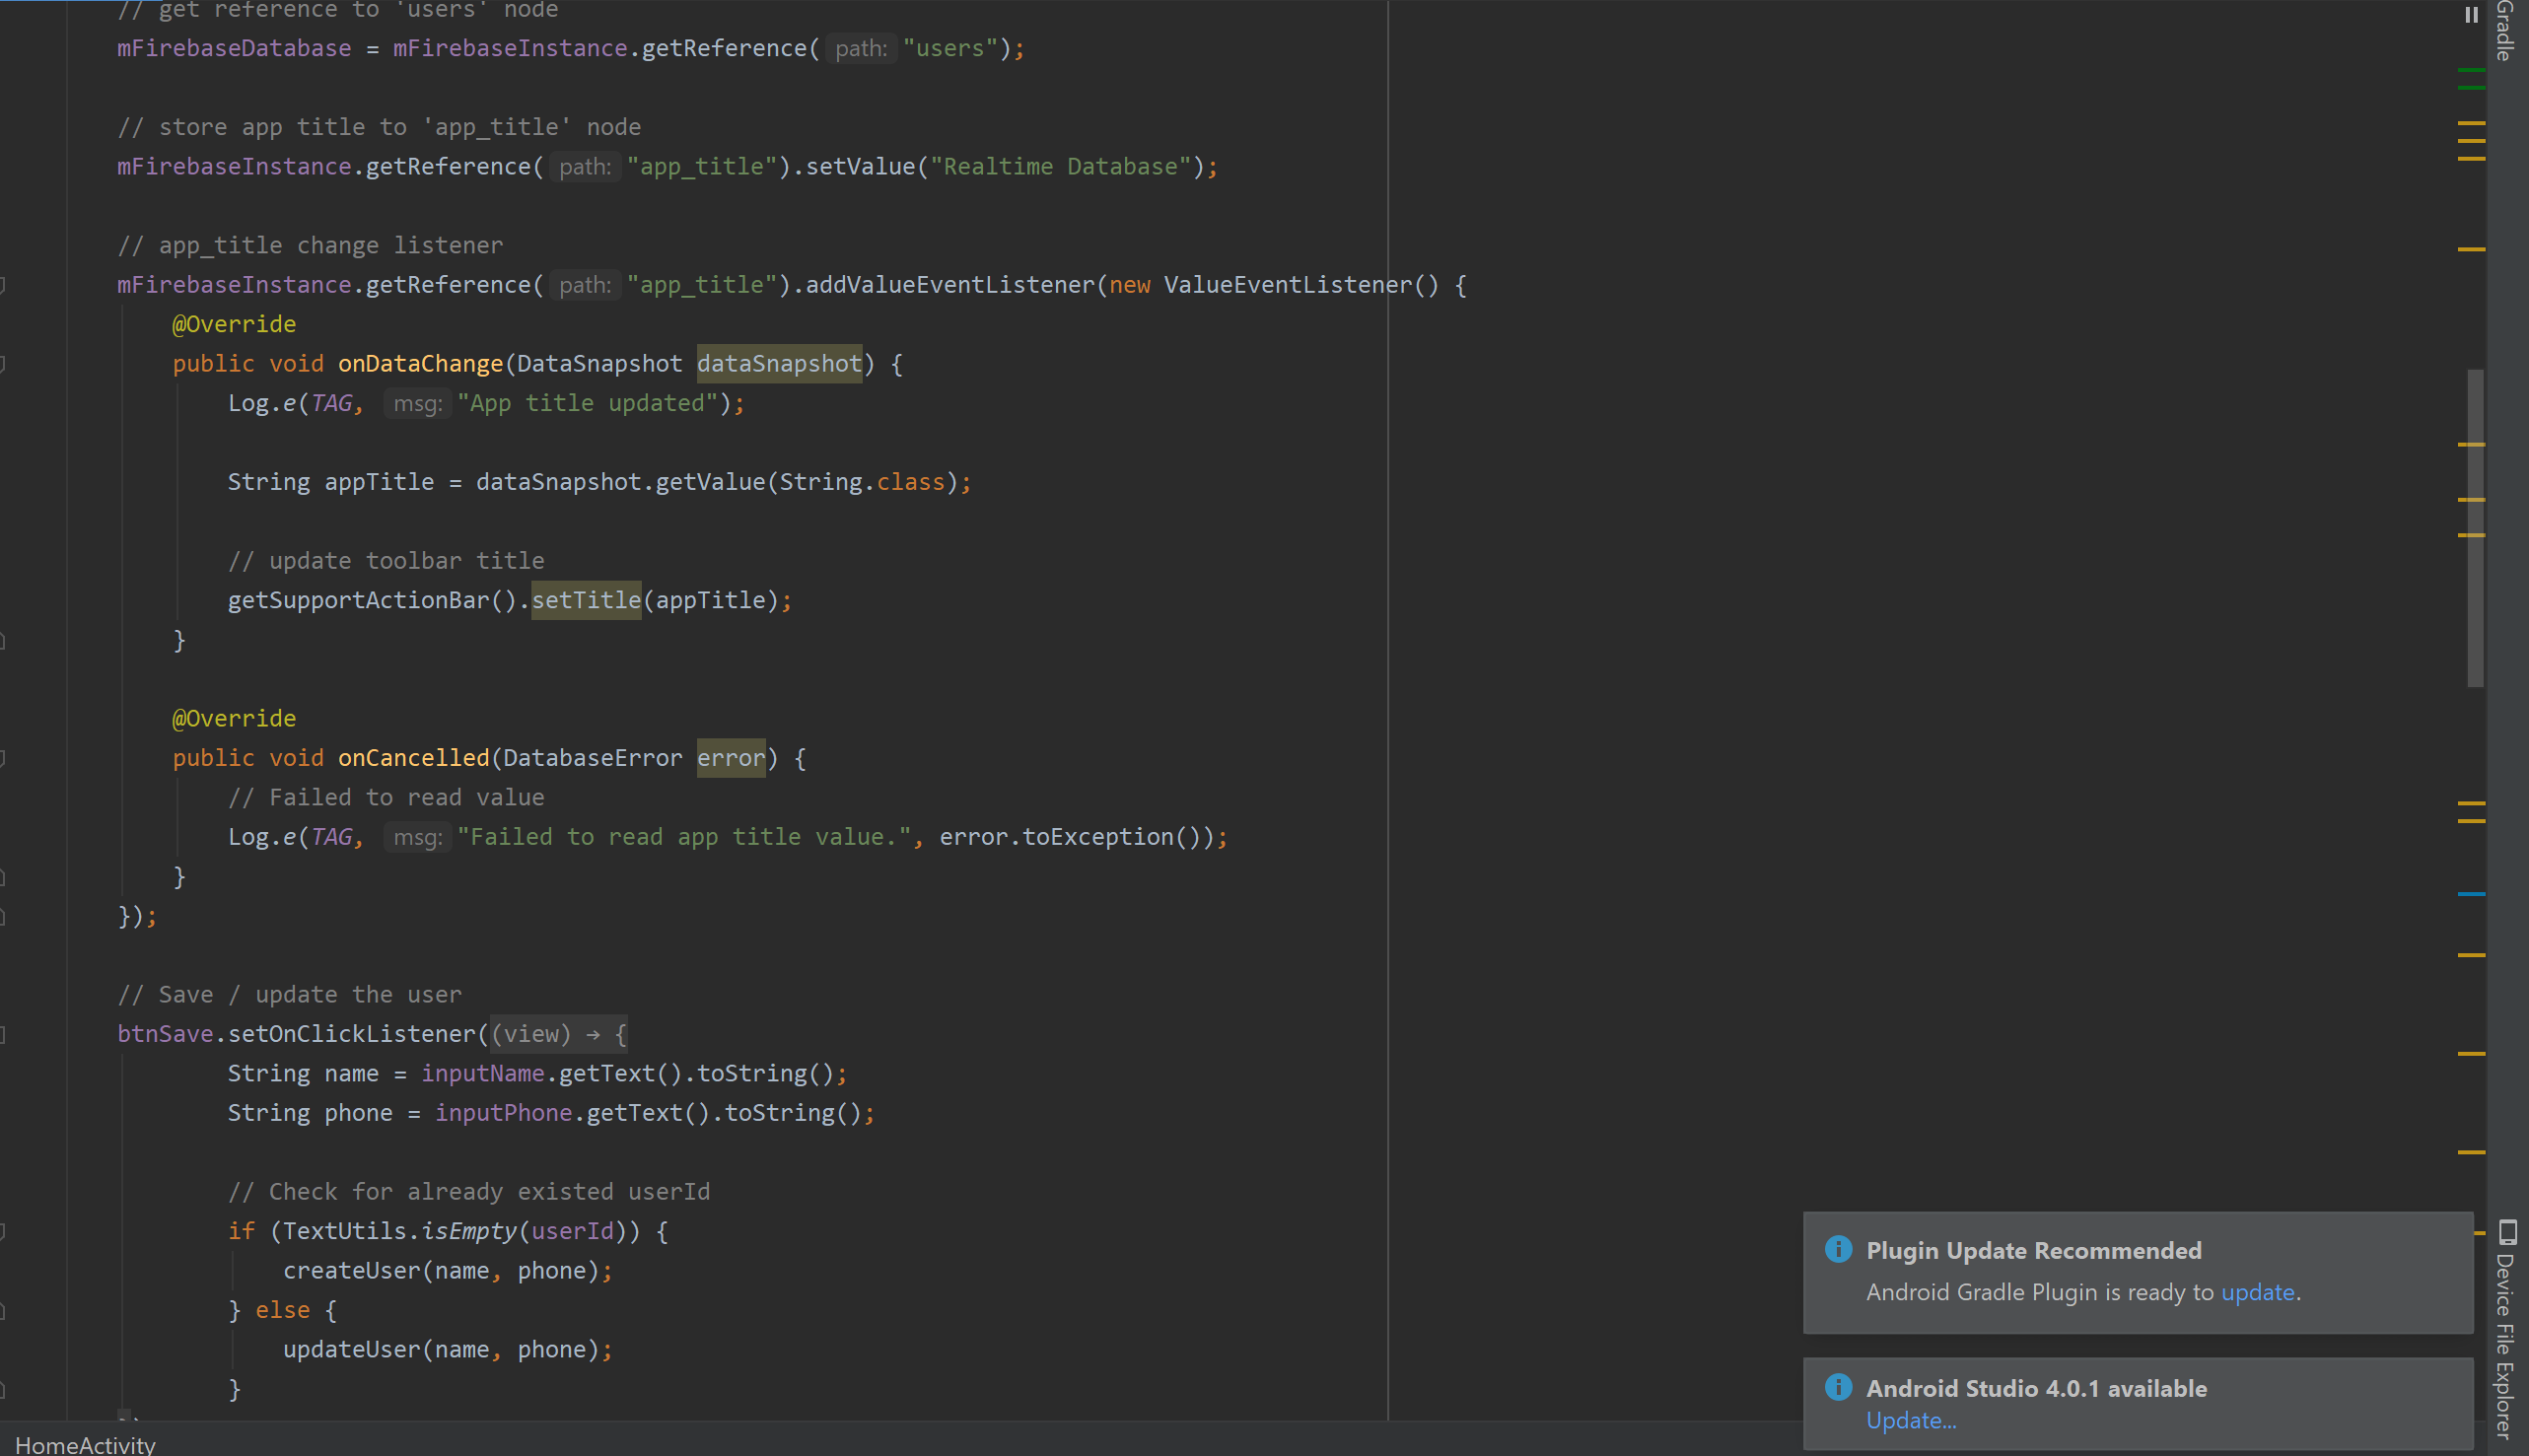 // get reference to 'users' node
mFirebaseDatabase = mFirebaseInstance.getReference( path: "users");
// store app title to 'app_title' node
mFirebaseInstance.getReference( path: "app_title").setValue("Realtime Database");
// app_title change listener
mFirebaseInstance.getReference( path: "app_title").addValueEventListener(new ValueEventListener() {
@Override
public void onDataChange(DataSnapshot dataSnapshot) {
Log.e(TAG, msg: "App title updated");
String appTitle = dataSnapshot.getValue(String.class);
// update toolbar title
getSupportActionBar().setTitle(appTitle);
}
@Override
public void onCancelled(DatabaseError error) {
// Failed to read value
Log.e(TAG, msg: "Failed to read app title value.", error.toException());
}
});
// Save / update the user
btnSave.setOnClickListener((view) → {
String name = inputName.getText().toString();
String phone = inputPhone.getText().toString();
// Check for already existed userId
if (TextUtils.isEmpty(userId)) {
createUser(name, phone);
} else {
updateUser(name, phone);
}
HomeActivity
Gradle
Device File Explorer
Plugin Update Recommended
Android Gradle Plugin is ready to update.
Android Studio 4.0.1 available
Update...